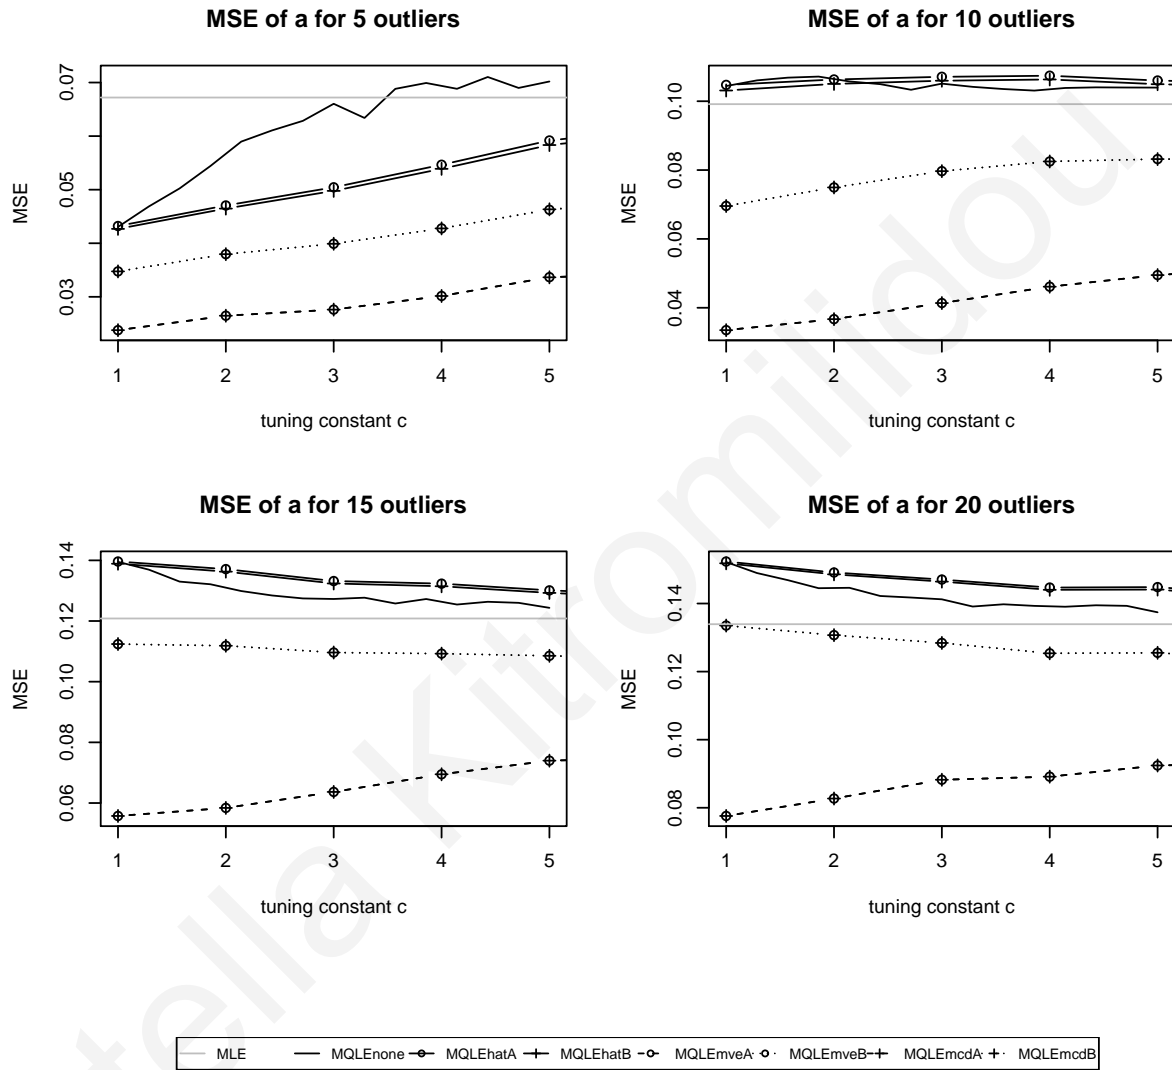 MSE of a for 5 outliers
MSE
0.03 0.05 0.07
1 2 3 4 5
tuning constant c
MSE of a for 10 outliers
MSE
0.04 0.06 0.08 0.10
1 2 3 4 5
tuning constant c
MSE of a for 15 outliers
MSE
0.06 0.08 0.10 0.12 0.14
1 2 3 4 5
tuning constant c
MSE of a for 20 outliers
MSE
0.08 0.10 0.12 0.14
1 2 3 4 5
tuning constant c
MLE MQLEnone MQLEhatA MQLEhatB MQLEmveA MQLEmveB MQLEmcdA MQLEmcdB
tella Kitromilidou